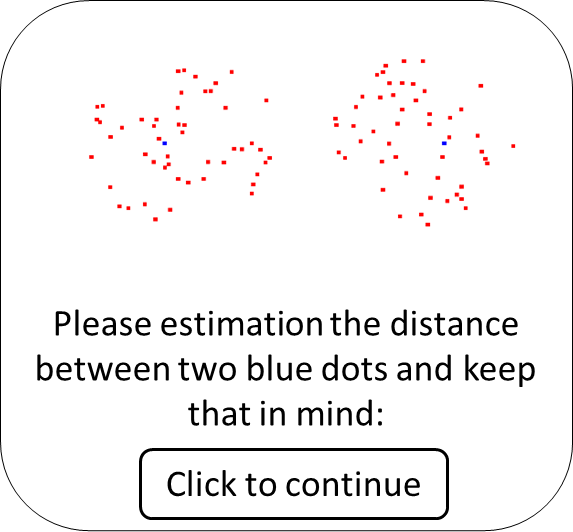 Please estimation the distance
between two blue dots and keep
that in mind:
Click to continue